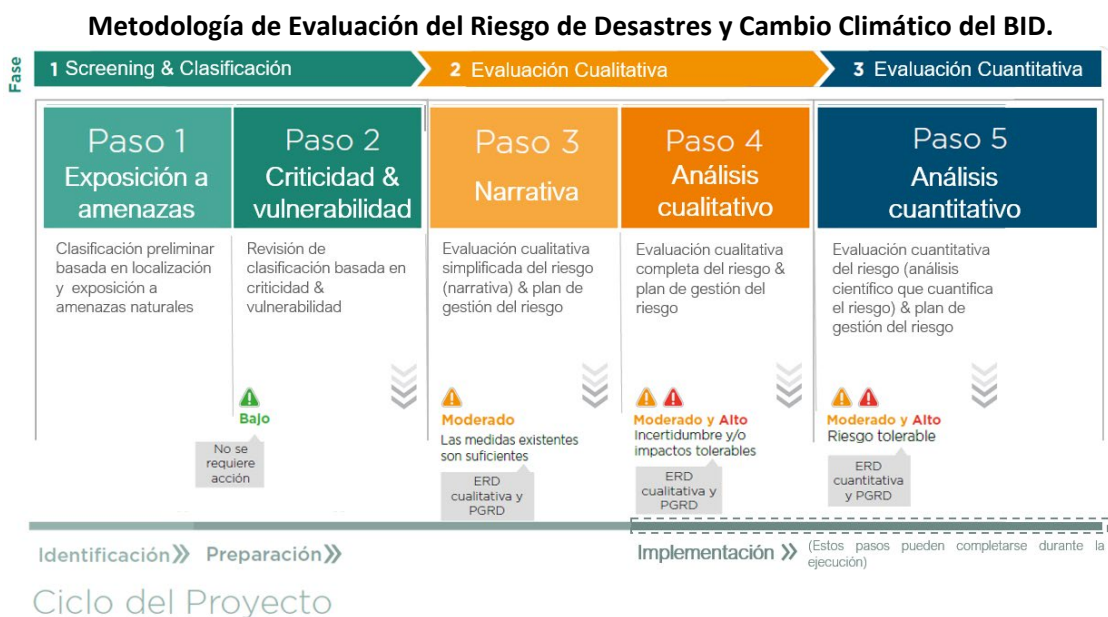 Metodología de Evaluación del Riesgo de Desastres y Cambio Climático del BID.
Fase
1 Screening & Clasificación
2 Evaluación Cualitativa
3 Evaluación Cuantitativa
Paso 1
Exposición a
amenazas
Clasificación preliminar
basada en localización
y exposición a
amenazas naturales
Paso 2
Criticidad &
vulnerabilidad
Revisión de
clasificación basada en
criticidad &
vulnerabilidad
Bajo
No se
requiere
acción
Paso 3
Narrativa
Evaluación cualitativa
simplificada del riesgo
(narrativa) & plan de
gestión del riesgo
Moderado
Las medidas existentes
son suficientes
ERD
cualitativa y
PGRD
Paso 4
Análisis
cualitativo
Evaluación cualitativa
completa del riesgo &
plan de gestión del
riesgo
Moderado y Alto
Incertidumbre y/o
impactos tolerables
ERD
cualitativa y
PGRD
Paso 5
Análisis
cuantitativo
Evaluación cuantitativa
del riesgo (análisis
científico que cuantifica
el riesgo) & plan de
gestión del riesgo
Moderado y Alto
Riesgo tolerable
ERD
cuantitativa
y PGRD
Identificación
Preparación
Implementación
(Estos pasos pueden completarse durante la
ejecución)
Ciclo del Proyecto